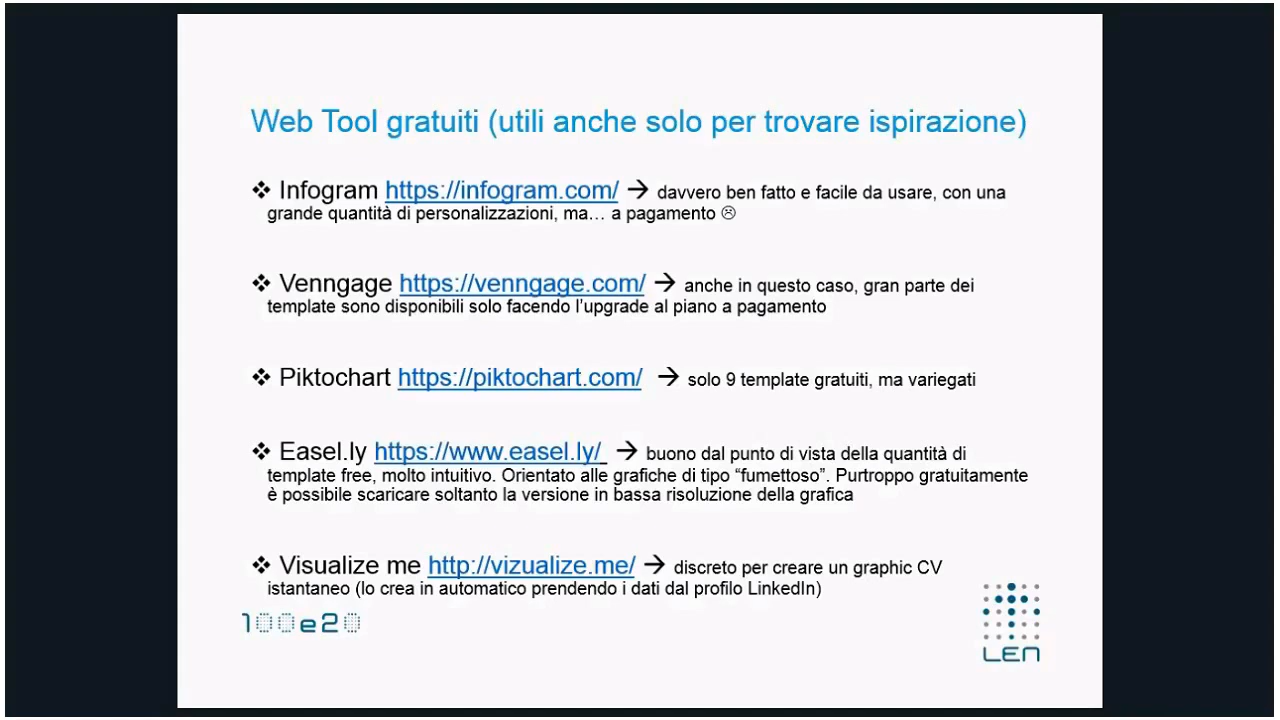 Web Tool gratuiti (utili anche solo per trovare ispirazione)
❖ Infogram https://infogram.com/ → davvero ben fatto e facile da usare, con una
grande quantità di personalizzazioni, ma… a pagamento ☹
❖ Venngage https://venngage.com/ → anche in questo caso, gran parte dei
template sono disponibili solo facendo l’upgrade al piano a pagamento
❖ Piktochart https://piktochart.com/ → solo 9 template gratuiti, ma variegati
❖ Easel.ly https://www.easel.ly/ → buono dal punto di vista della quantità di
template free, molto intuitivo. Orientato alle grafiche di tipo “fumettoso”. Purtroppo gratuitamente
è possibile scaricare soltanto la versione in bassa risoluzione della grafica
❖ Visualize me http://vizualize.me/ → discreto per creare un graphic CV
istantaneo (lo crea in automatico prendendo i dati dal profilo LinkedIn)
100e20
LEN